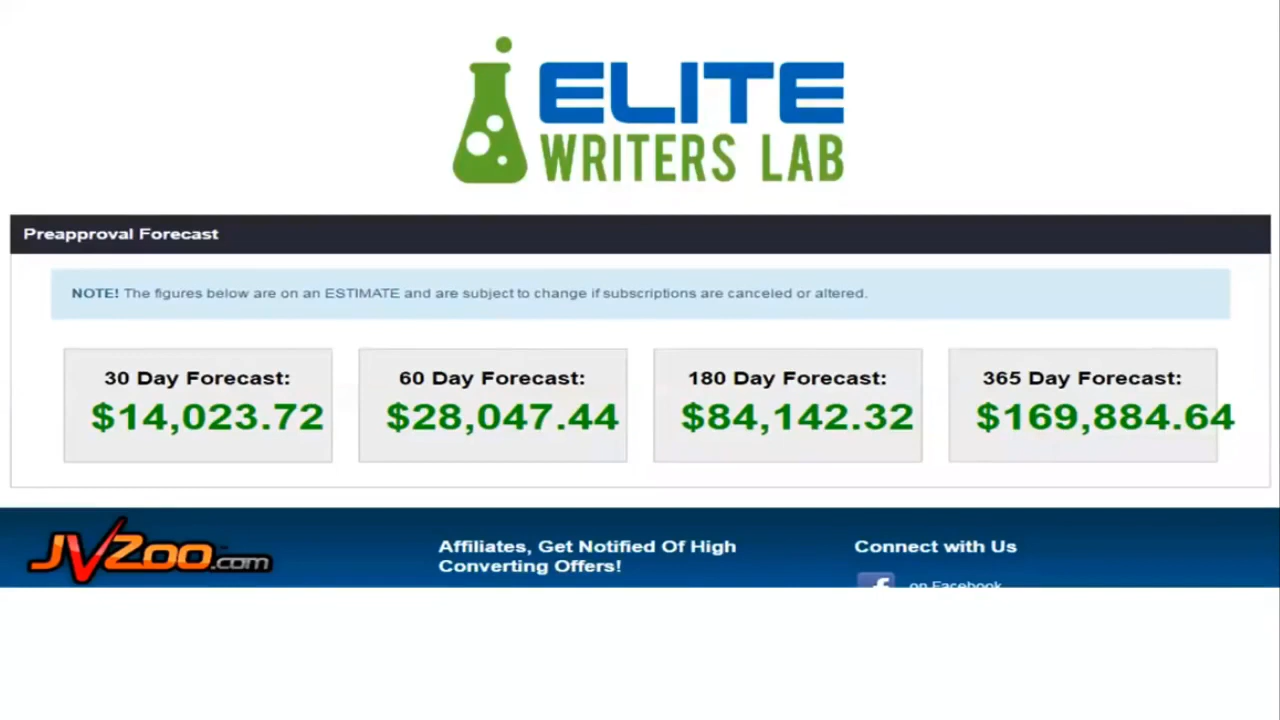 ELITE
WRITERS LAB
Preapproval Forecast
NOTE! The figures below are on an ESTIMATE and are subject to change if subscriptions are canceled or altered.
30 Day Forecast:
$14,023.72
60 Day Forecast:
$28,047.44
180 Day Forecast:
$84,142.32
365 Day Forecast:
$169,884.64
JVZoo.com
Affiliates, Get Notified Of High
Converting Offers!
Connect with Us
f on Facebook